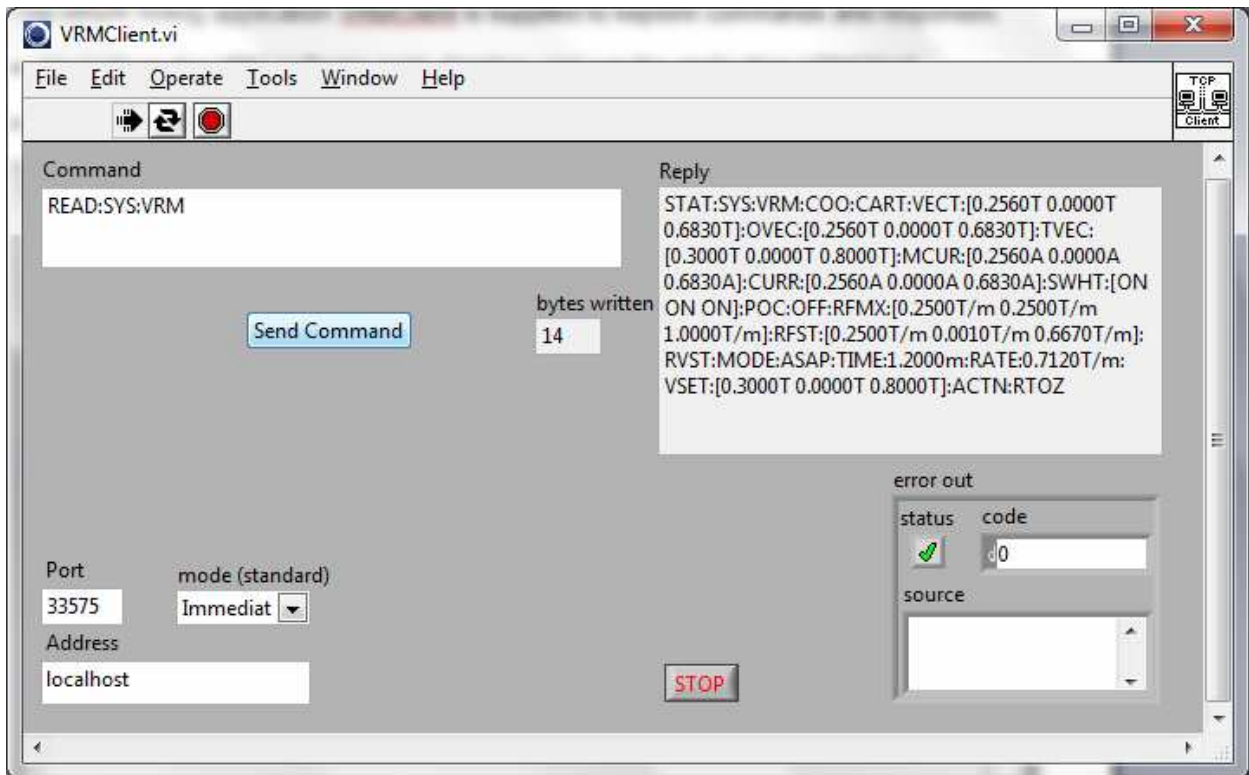 VRMClient.vi
File Edit Operate Tools Window Help
TCP
Client
Command
READ:SYS:VRM
Send Command
bytes written
14
Reply
STAT:SYS:VRM:COO:CART:VECT:[0.2560T 0.0000T
0.6830T]:OVEC:[0.2560T 0.0000T 0.6830T]:TVEC:
[0.3000T 0.0000T 0.8000T]:MCUR:[0.2560A 0.0000A
0.6830A]:CURR:[0.2560A 0.0000A 0.6830A]:SWHT:[ON
ON ON]:POC:OFF:RFMX:[0.2500T/m 0.2500T/m
1.0000T/m]:RFST:[0.2500T/m 0.0010T/m 0.6670T/m]:
RVST:MODE:ASAP:TIME:1.2000m:RATE:0.7120T/m:
VSET:[0.3000T 0.0000T 0.8000T]:ACTN:RTOZ
error out
status code
d0
source
Port
33575
mode (standard)
Immediat
Address
localhost
STOP